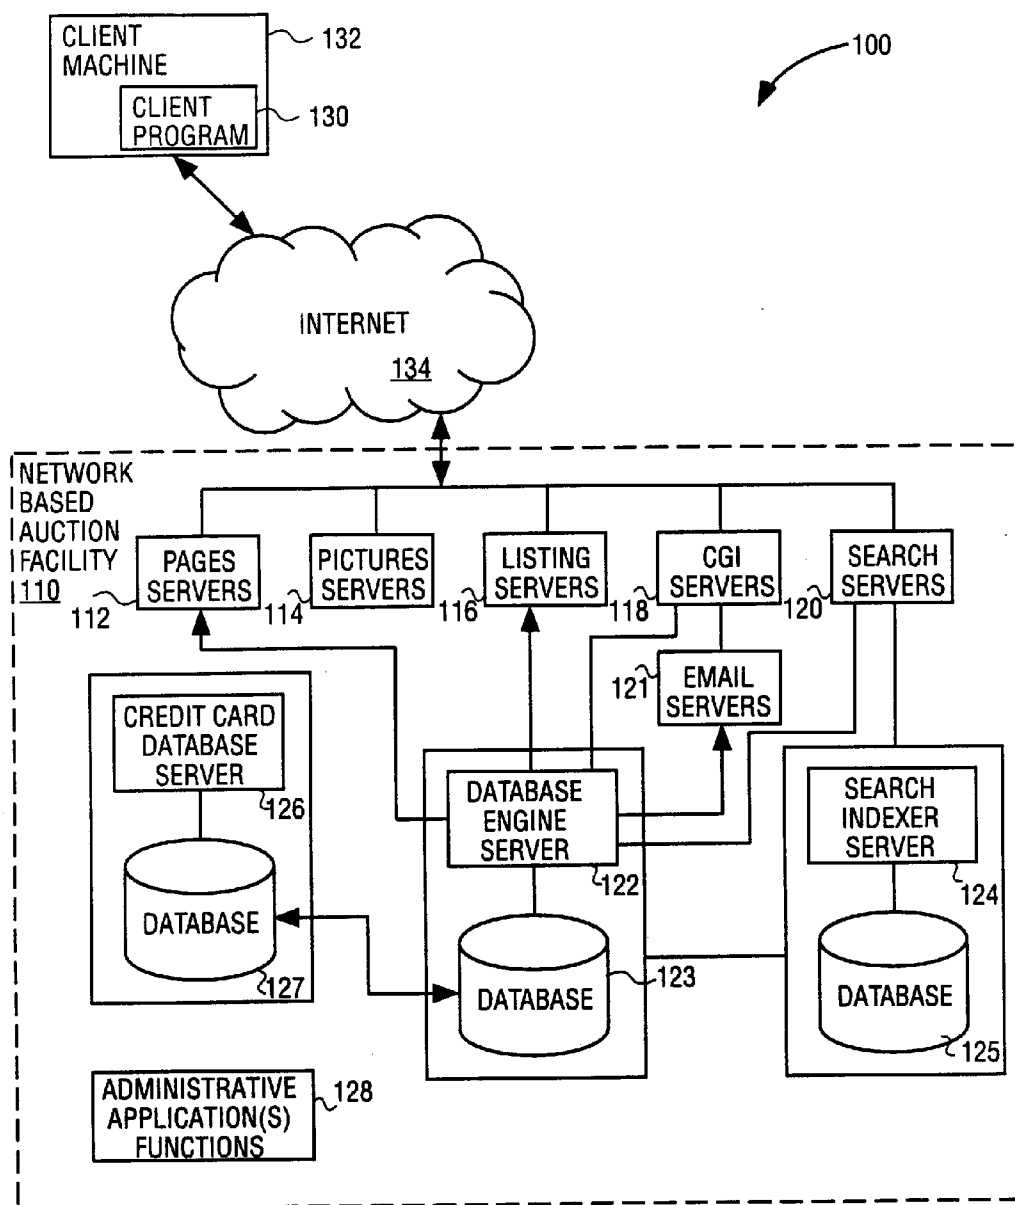 CLIENT
MACHINE
132
100
CLIENT
PROGRAM
130
INTERNET
134
NETWORK
BASED
AUCTION
FACILITY
110
PAGES
SERVERS
112
PICTURES
SERVERS
114
LISTING
SERVERS
116
CGI
SERVERS
118
SEARCH
SERVERS
120
EMAIL
SERVERS
121
CREDIT CARD
DATABASE
SERVER
126
DATABASE
127
DATABASE
ENGINE
SERVER
122
DATABASE
123
SEARCH
INDEXER
SERVER
124
DATABASE
125
ADMINISTRATIVE
APPLICATION(S)
FUNCTIONS
128